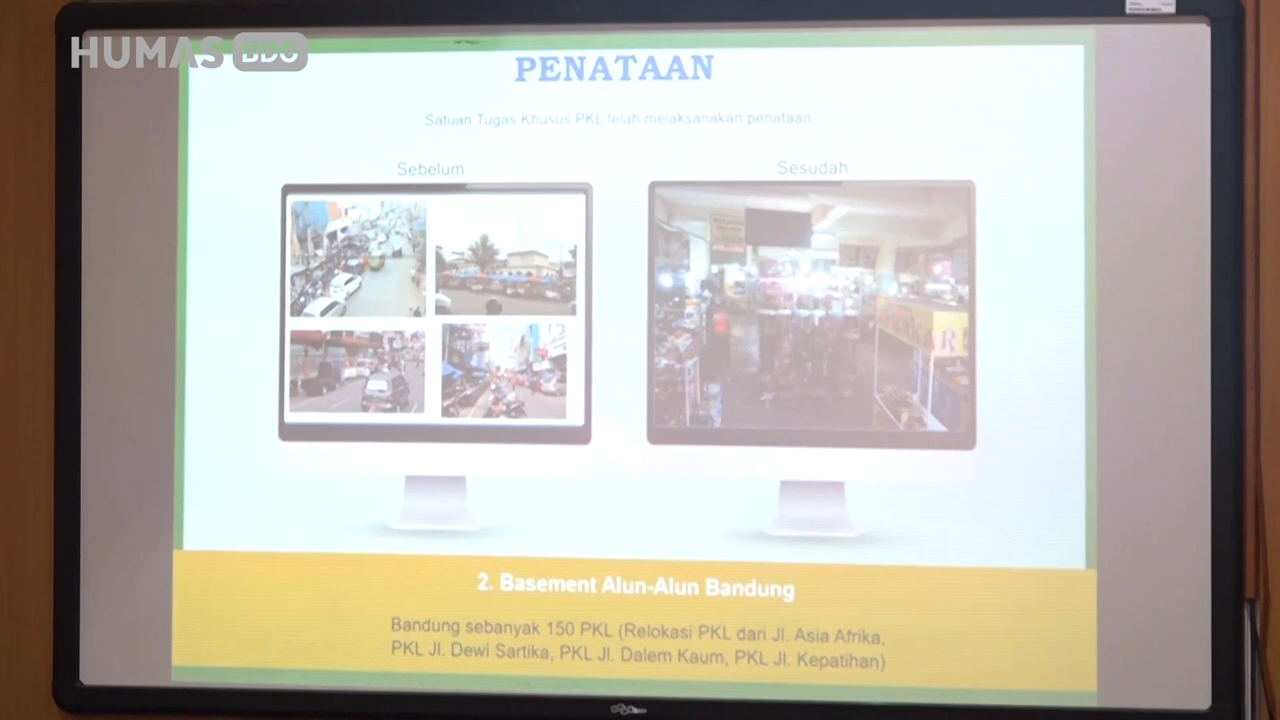 HUMAS BDG
PENATAAN
Satuan Tugas Khusus PKL telah melaksanakan penataan
Sebelum
Sesudah
2. Basement Alun-Alun Bandung
Bandung sebanyak 150 PKL (Relokasi PKL dari Jl. Asia Afrika,
PKL Jl. Dewi Sartika, PKL Jl. Dalem Kaum, PKL Jl. Kepatihan)